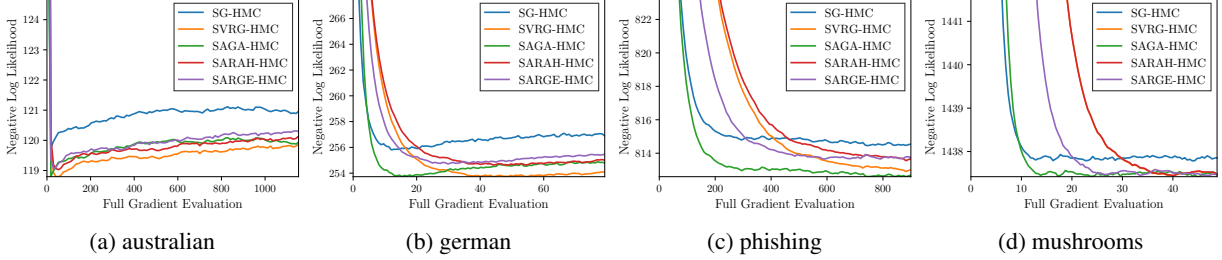 Negative Log Likelihood
124
123
122
121
120
119
0
200
400
600
800
1000
Full Gradient Evaluation
SG-HMC
SVRG-HMC
SAGA-HMC
SARAH-HMC
SARGE-HMC
(a) australian
Negative Log Likelihood
266
264
262
260
258
256
254
0
20
40
60
Full Gradient Evaluation
SG-HMC
SVRG-HMC
SAGA-HMC
SARAH-HMC
SARGE-HMC
(b) german
Negative Log Likelihood
822
820
818
816
814
0
200
400
600
800
Full Gradient Evaluation
SG-HMC
SVRG-HMC
SAGA-HMC
SARAH-HMC
SARGE-HMC
(c) phishing
Negative Log Likelihood
1441
1440
1439
1438
0
10
20
30
40
Full Gradient Evaluation
SG-HMC
SVRG-HMC
SAGA-HMC
SARAH-HMC
SARGE-HMC
(d) mushrooms